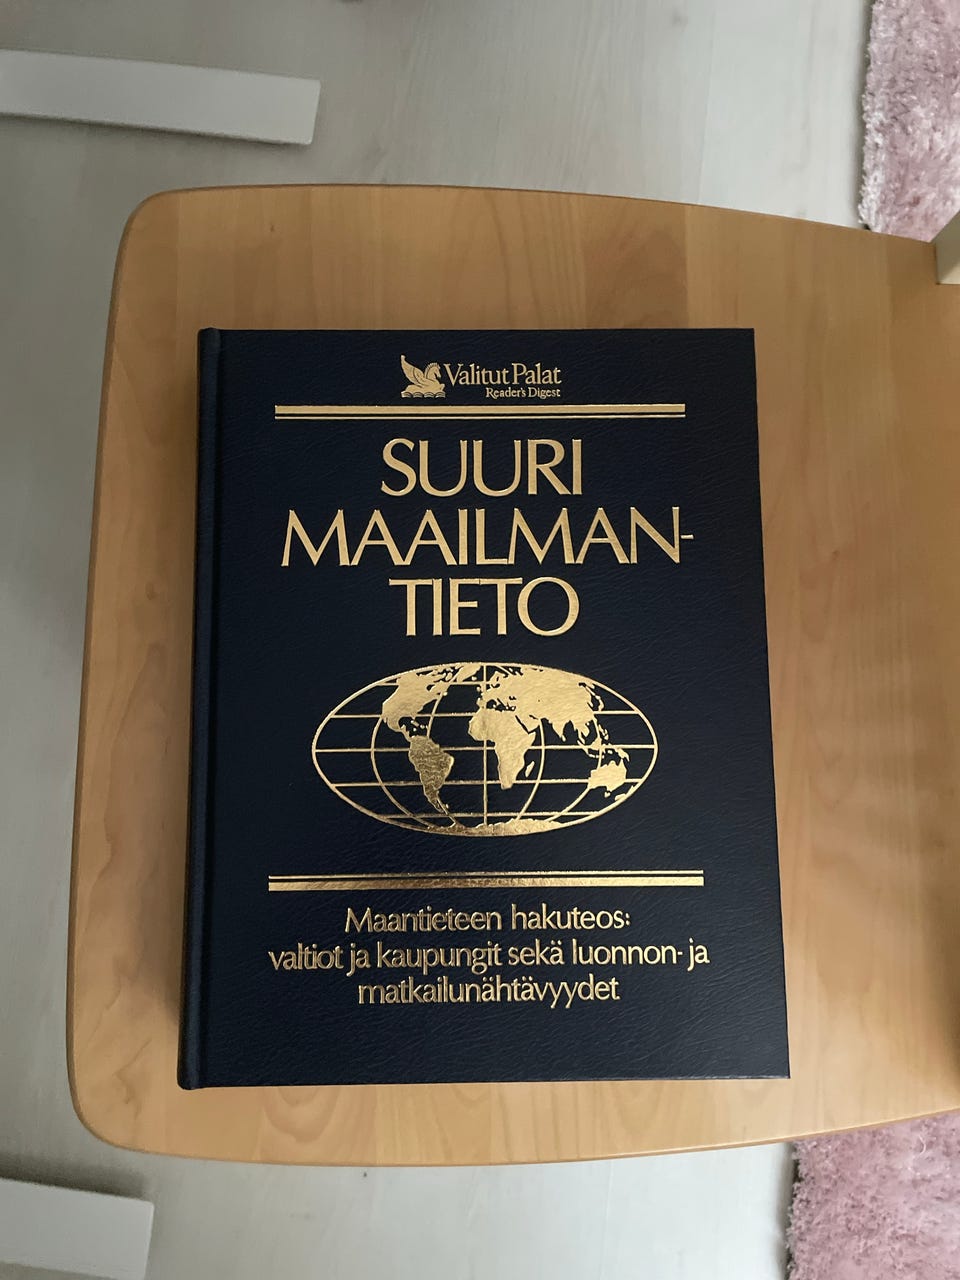 Valitut Palat
Reader's Digest
SUURI
MAAILMAN-
TIETO
Maantieteen hakuteos:
valtiot ja kaupungit sekä luonnon- ja
matkailunähtävyydet